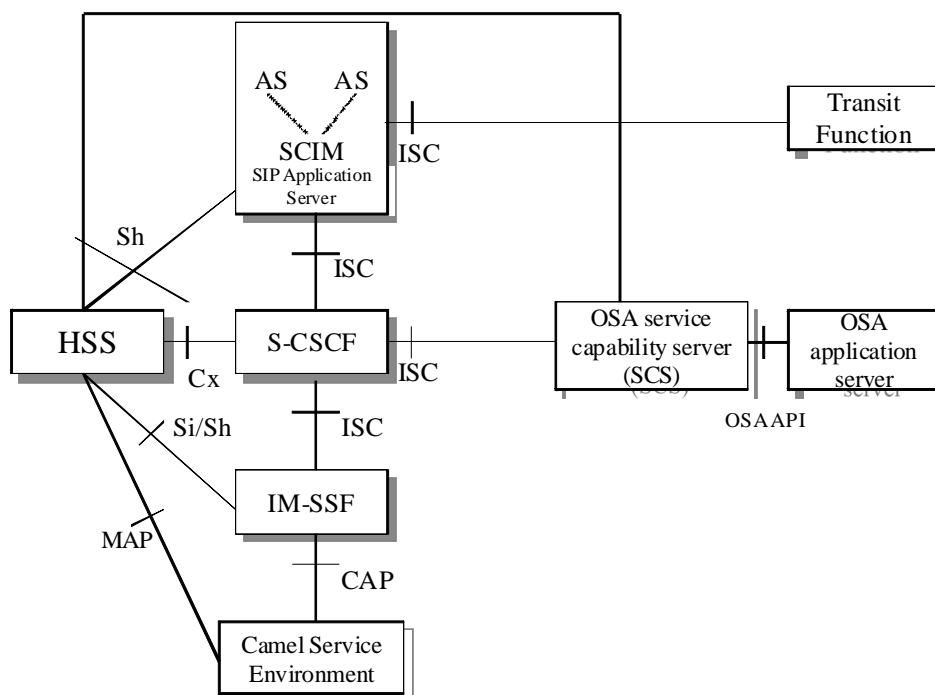 AS AS
SCIM
SIP Application
Server
ISC
Transit
Function
Sh
ISC
HSS
Cx
S-CSCF
ISC
OSA service
capability server
(SCS)
OSA API
OSA
application
server
Si/Sh
ISC
IM-SSF
MAP
CAP
Camel Service
Environment